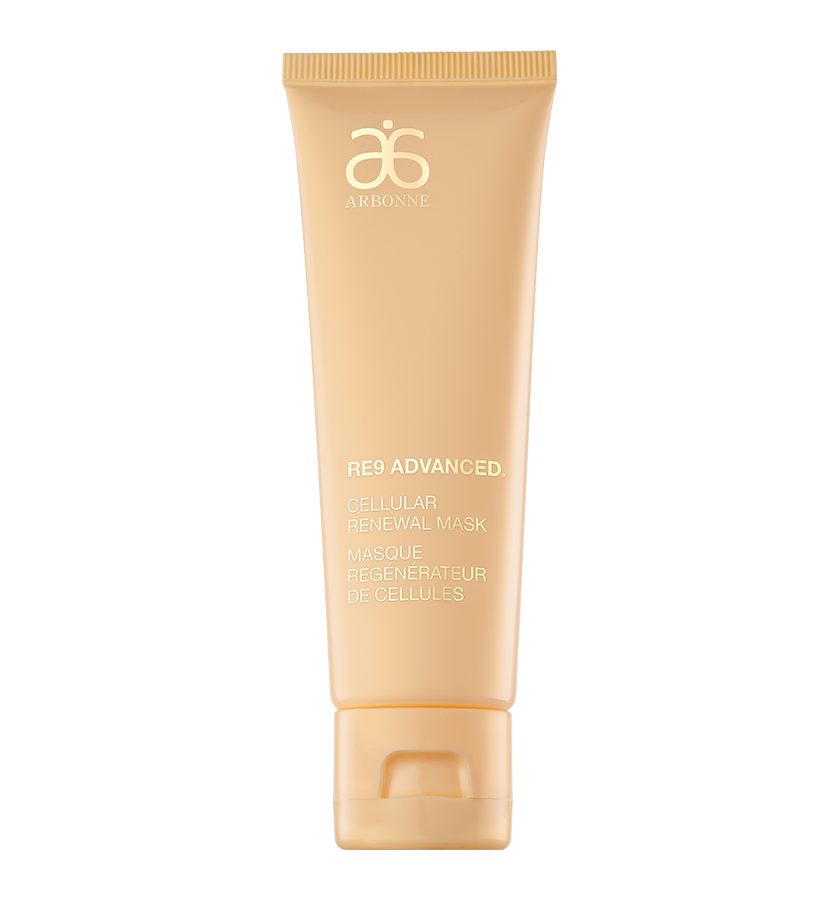 ARBONNE
RE9 ADVANCED®
CELLULAR
RENEWAL MASK
MASQUE
RÉGÉNÉRATEUR
DE CELLULES